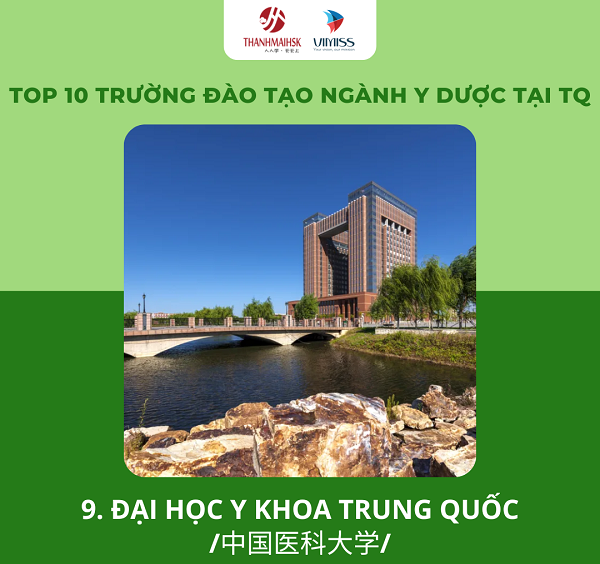 THANHMAIHSK
VIMISS
TOP 10 TRƯỜNG ĐÀO TẠO NGÀNH Y DƯỢC TẠI TQ
9. ĐẠI HỌC Y KHOA TRUNG QUỐC
/中国医科大学/